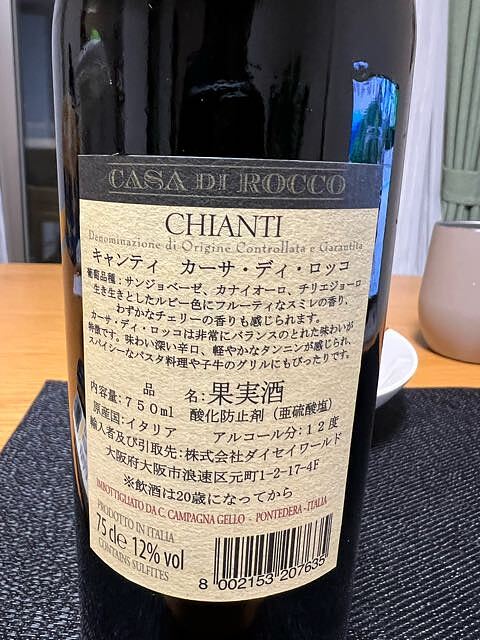 CASA DI ROCCO
CHIANTI
Denominazione di Origine Controllata e Garantita
キャンティ カーサ・ディ・ロッコ
葡萄品種：サンジョベーゼ、カナイオーロ、チリエジョーロ
生き生きとしたルビー色にフルーティなスミレの香り、
わずかなチェリーの香りも感じられます。
カーサ・ディ・ロッコは非常にバランスのとれた味わいが
特徴です。味わい深い辛口、軽やかなタンニンが感じられ、
スパイシーなパスタ料理や子牛のグリルにもぴったりです。
品 名：果実酒
内容量：750ml 酸化防止剤（亜硫酸塩）
原産国：イタリア アルコール分：12度
輸入者及び引取先：株式会社ダイセイワールド
大阪府大阪市浪速区元町1-2-17-4F
※飲酒は20歳になってから
IMBOTTIGLIATO DA C. CAMPAGNA GELLO - PONTEDERA - ITALIA
PRODOTTO IN ITALIA
75 cl e 12% vol
CONTAINS SULFITES
8 002153 207635